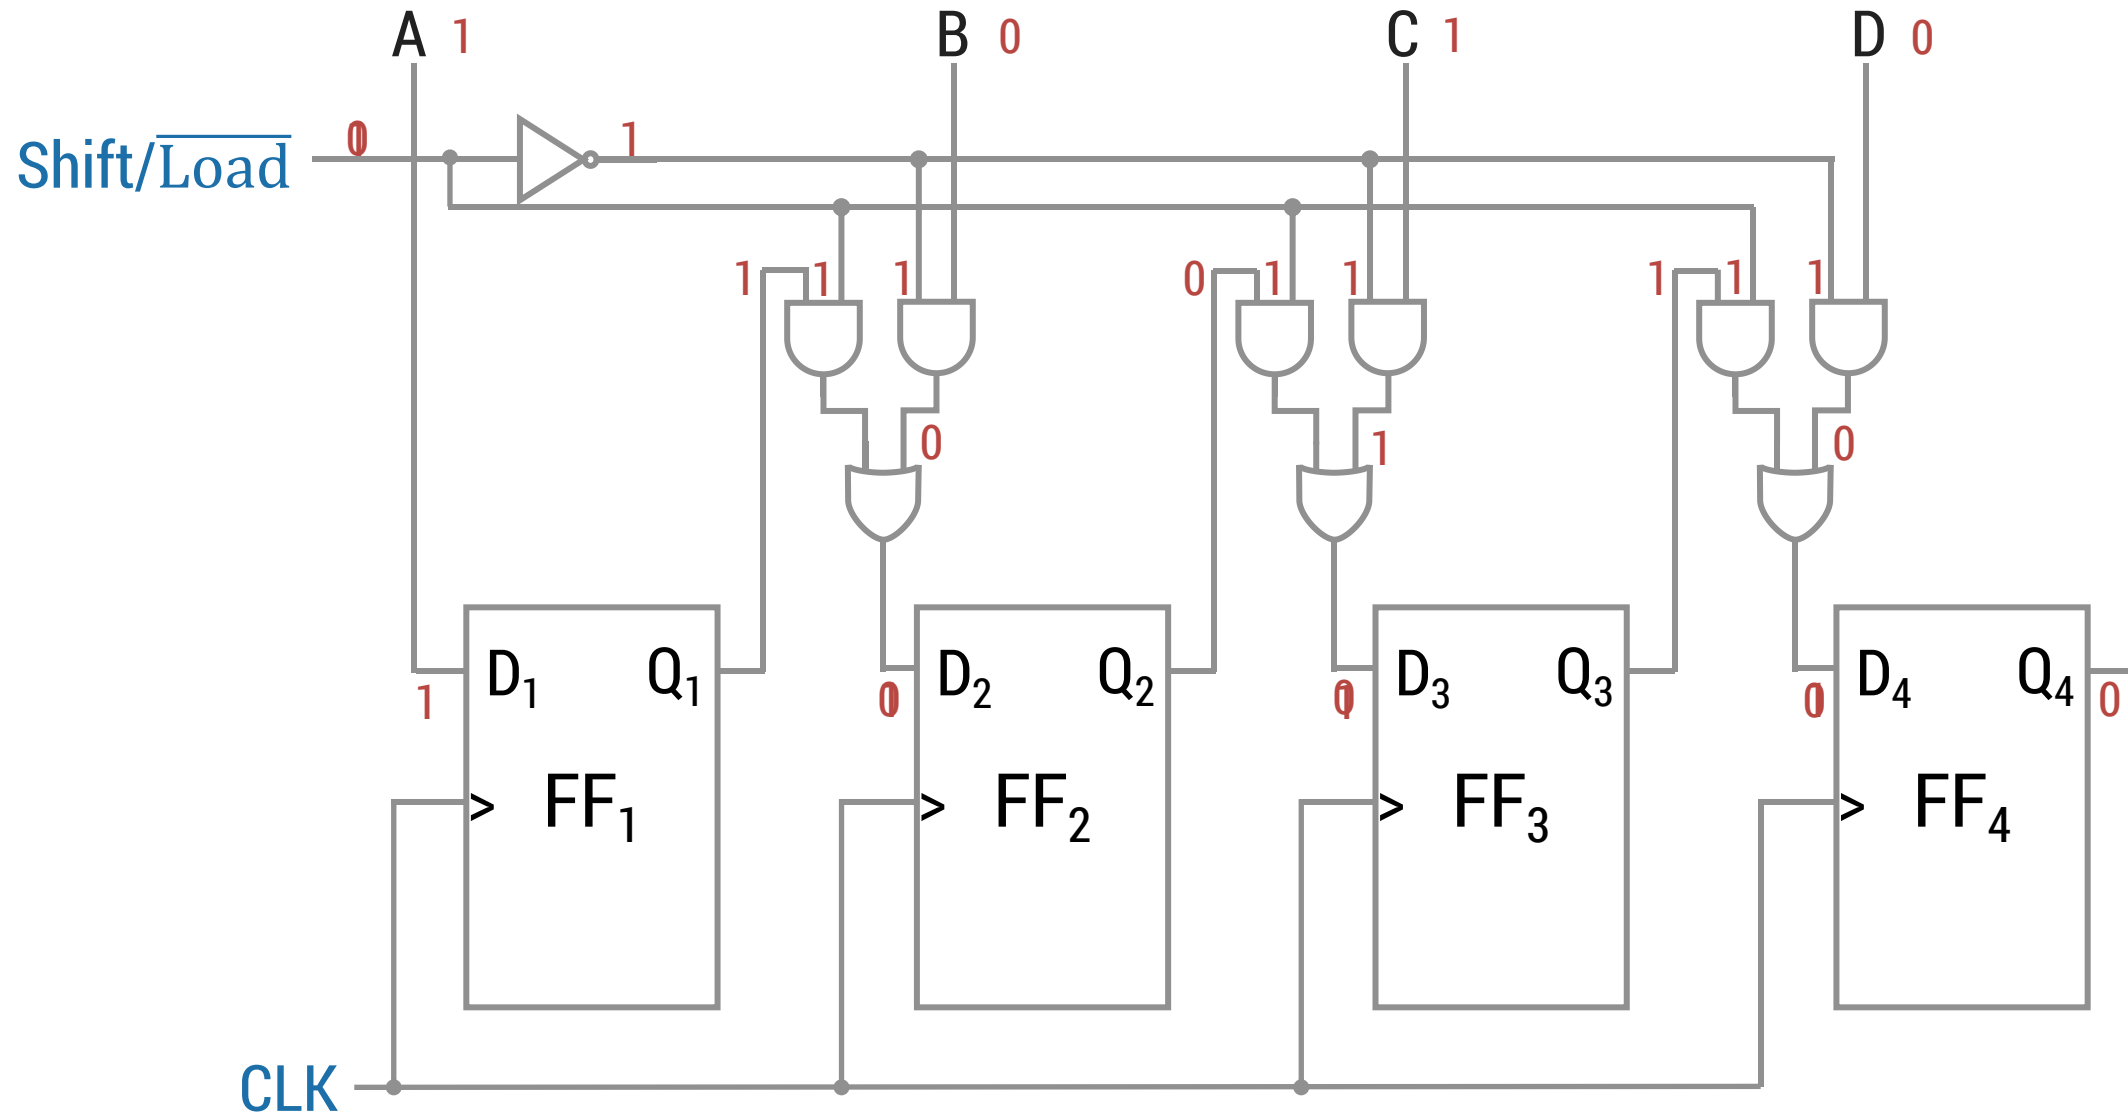 A 1 B 0 C 1 D 0
Shift/Load 0 1
1 1 1 0 1 1 1 1 1
0 1 0
D1 Q1 D2 Q2 D3 Q3 D4 Q4
1 0 0 0 0
FF1 FF2 FF3 FF4
> > > >
CLK